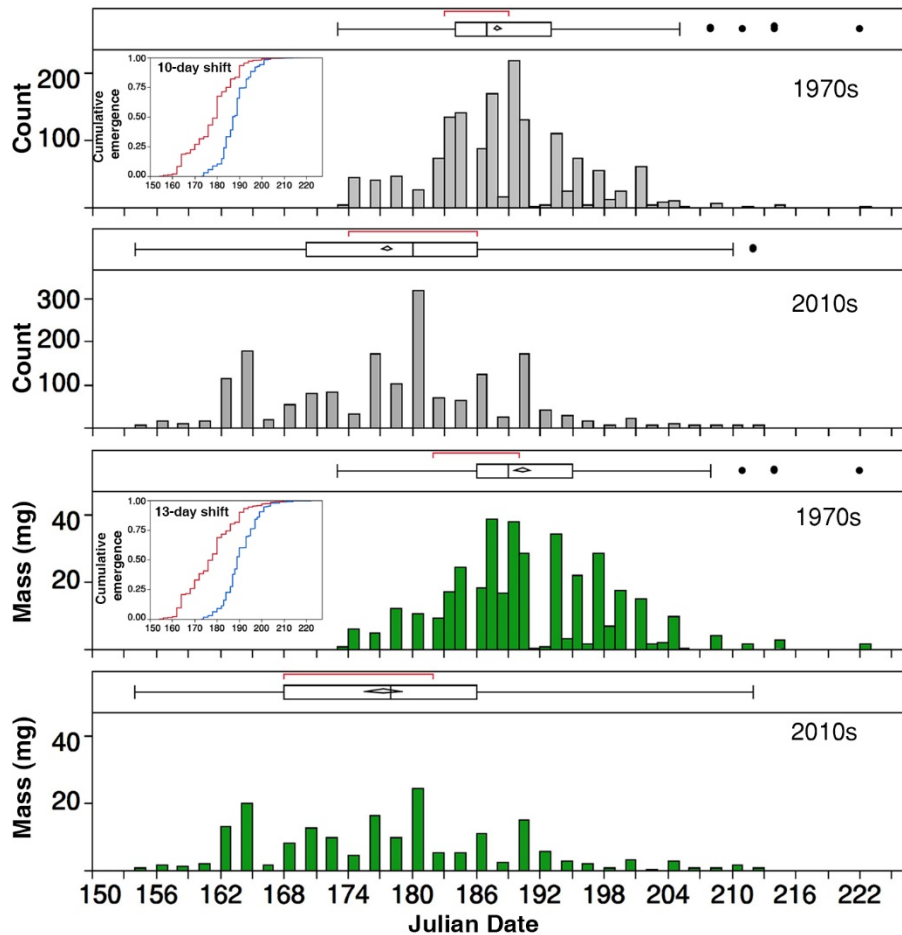 1970s
200
100
Count
10-day shift
1.00
0.75
0.50
0.25
0.00
Cumulative
emergence
150 160 170 180 190 200 210 220
2010s
300
200
100
Count
1970s
40
20
Mass (mg)
13-day shift
1.00
0.75
0.50
0.25
0.00
Cumulative
emergence
150 160 170 180 190 200 210 220
2010s
40
20
Mass (mg)
150 156 162 168 174 180 186 192 198 204 210 216 222
Julian Date